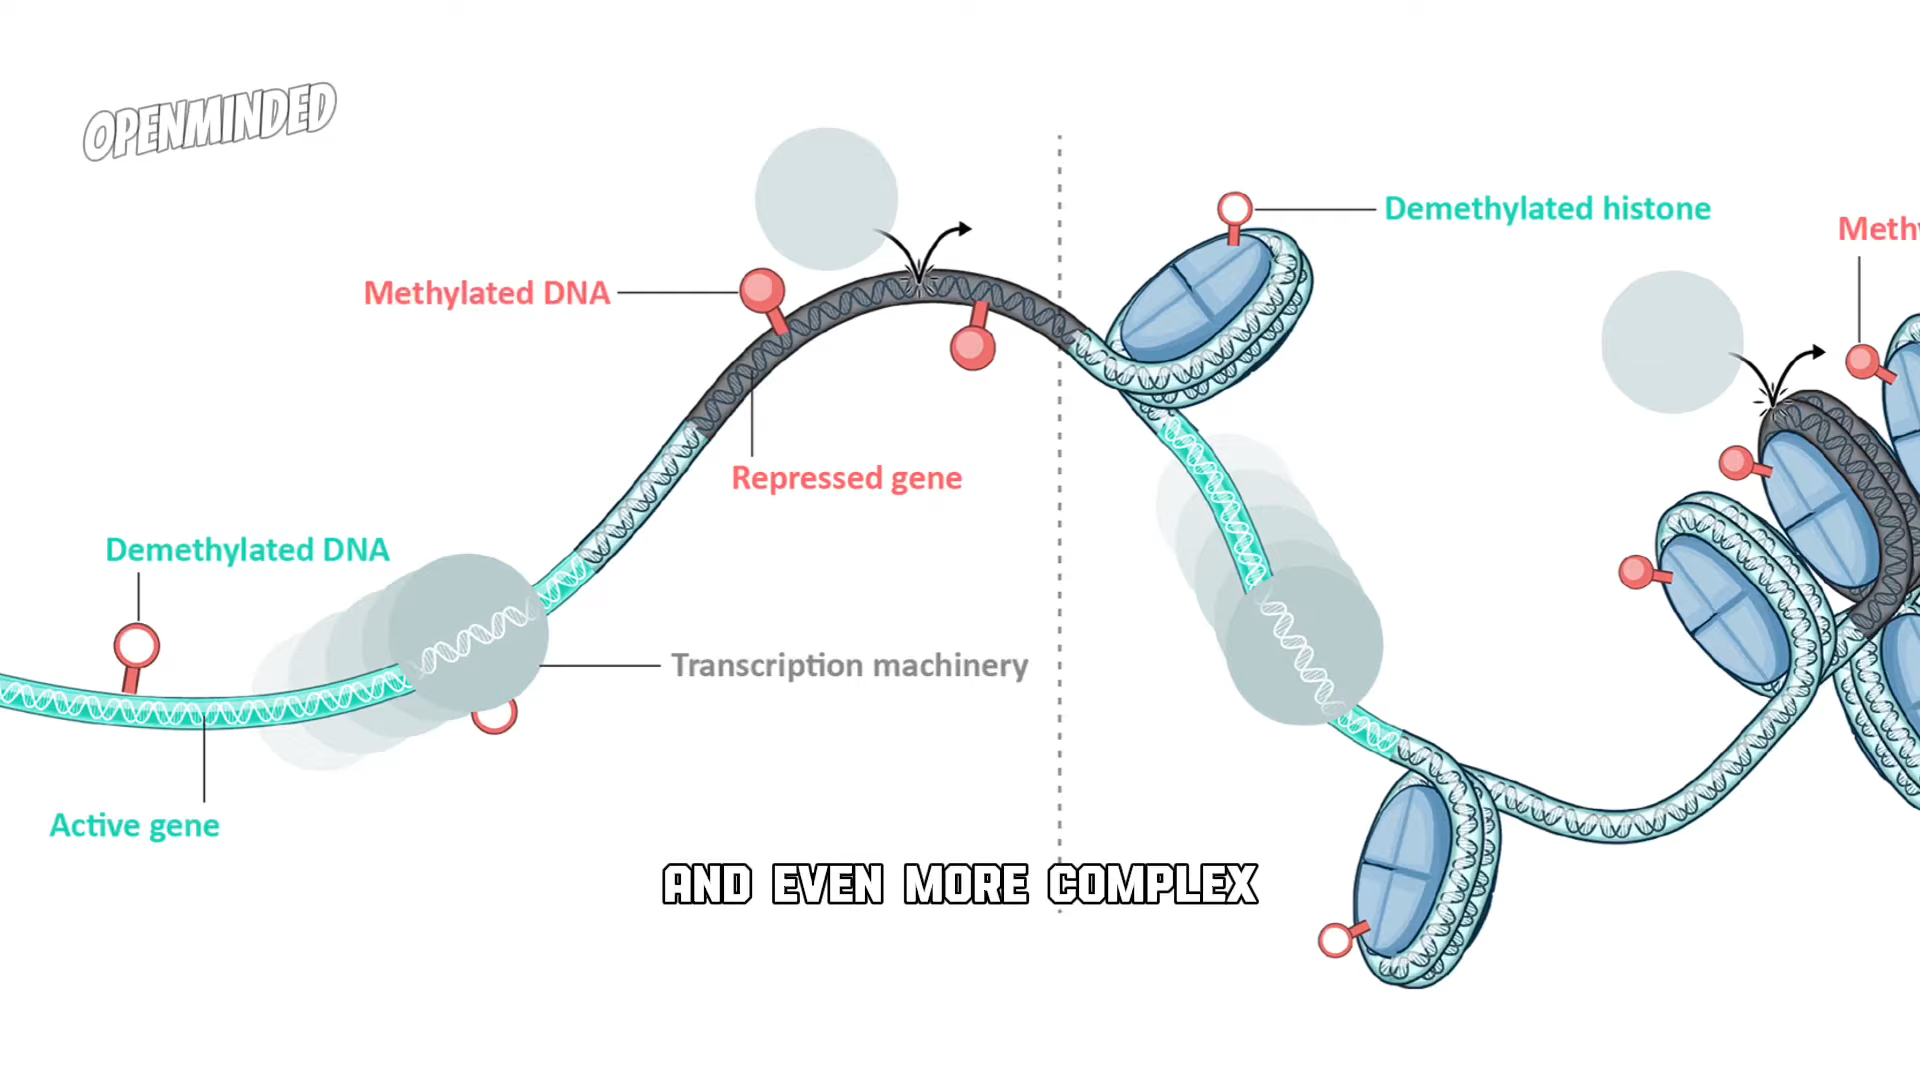 OPENMINDED
Demethylated histone
Meth
Methylated DNA
Repressed gene
Demethylated DNA
Transcription machinery
Active gene
AND EVEN MORE COMPLEX